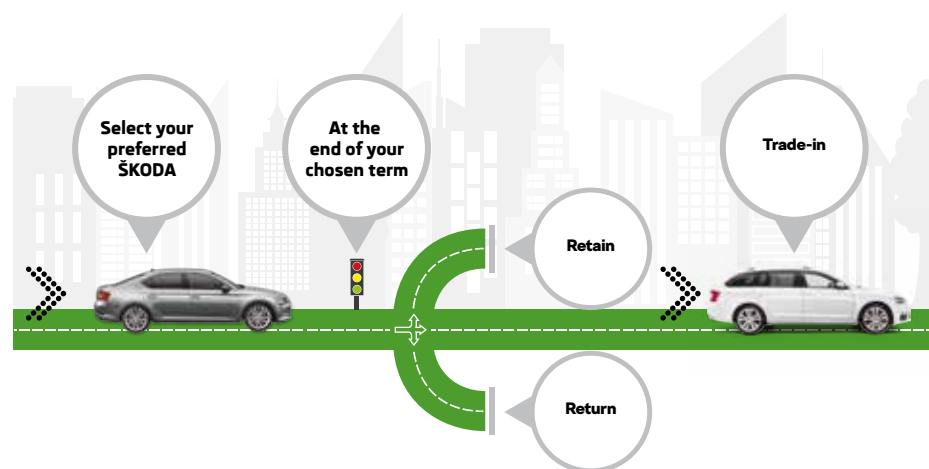 Select your
preferred
ŠKODA
At the
end of your
chosen term
Retain
Return
Trade-in